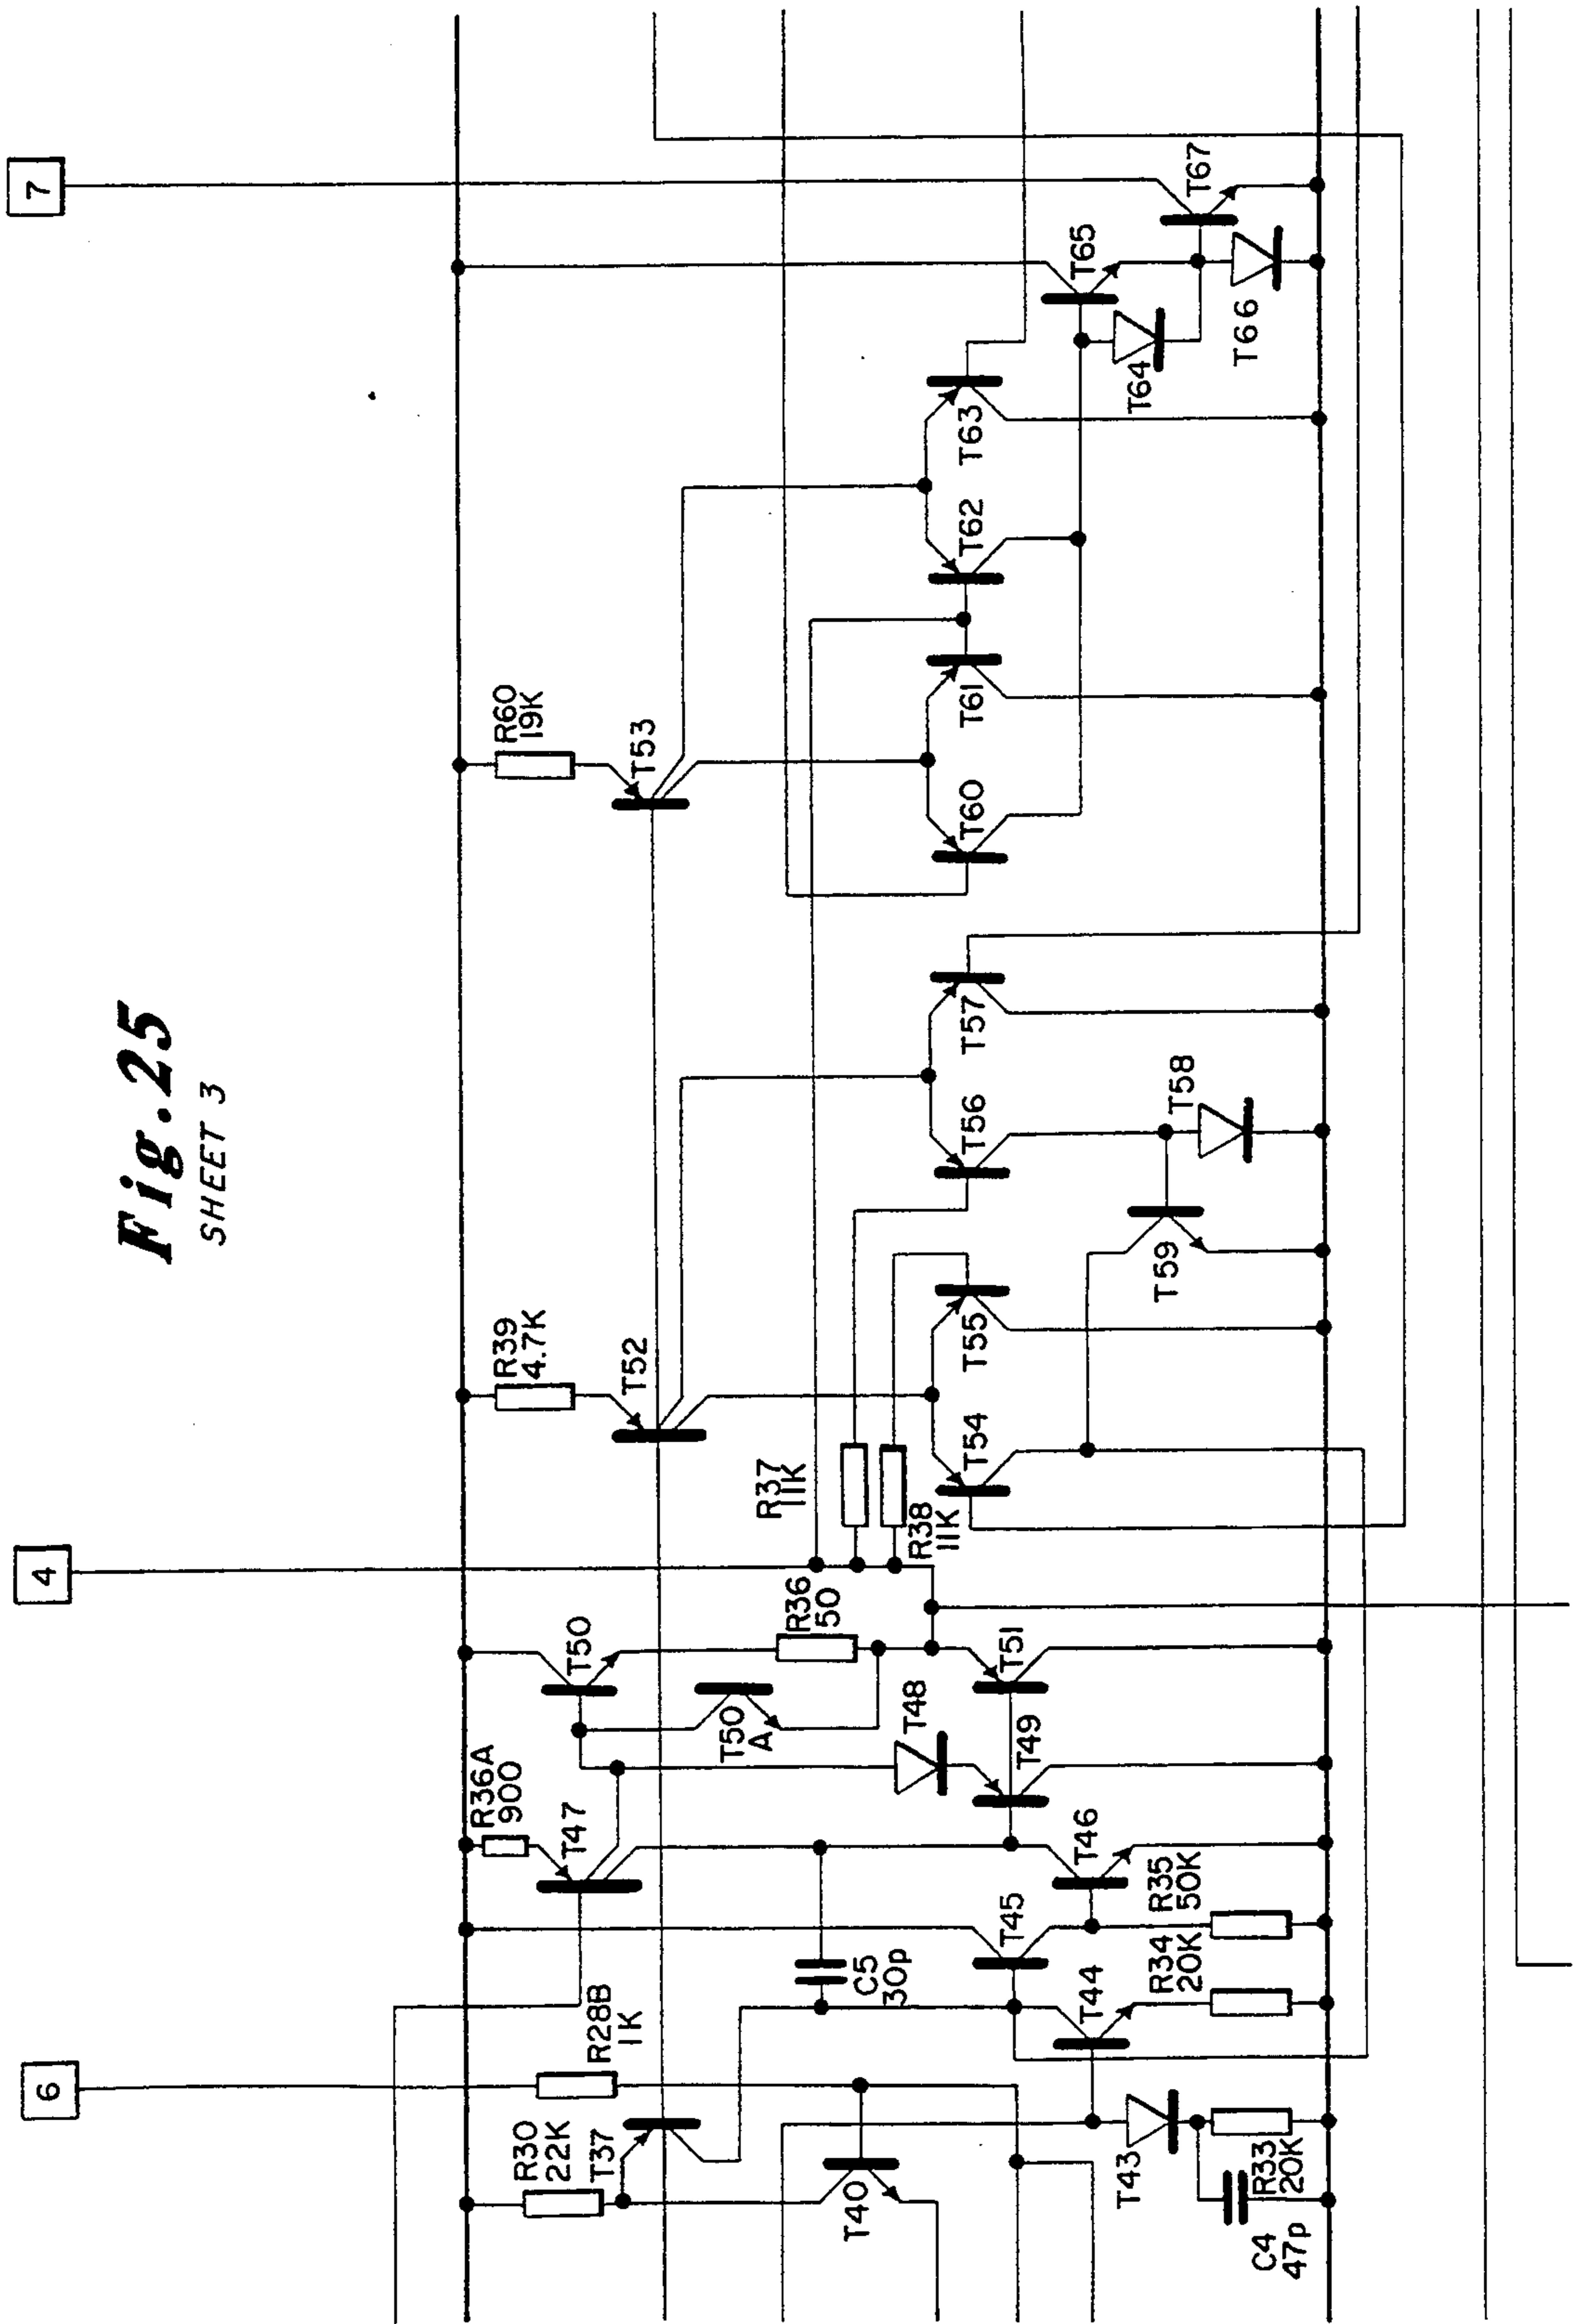 Fig. 25
SHEET 3
6
4
7
R30
22K
T37
R28B
1K
R36A
900
T47
T50
T50
A
R36
50
R39
4.7K
T52
R60
19K
T53
T40
C5
30p
T45
T48
T49
T51
R37
11K
R38
11K
T54
T55
T56
T57
T60
T61
T62
T63
T43
T44
T46
R34
20K
R35
50K
T59
T58
T64
T65
T66
T67
C4
47p
R33
20K